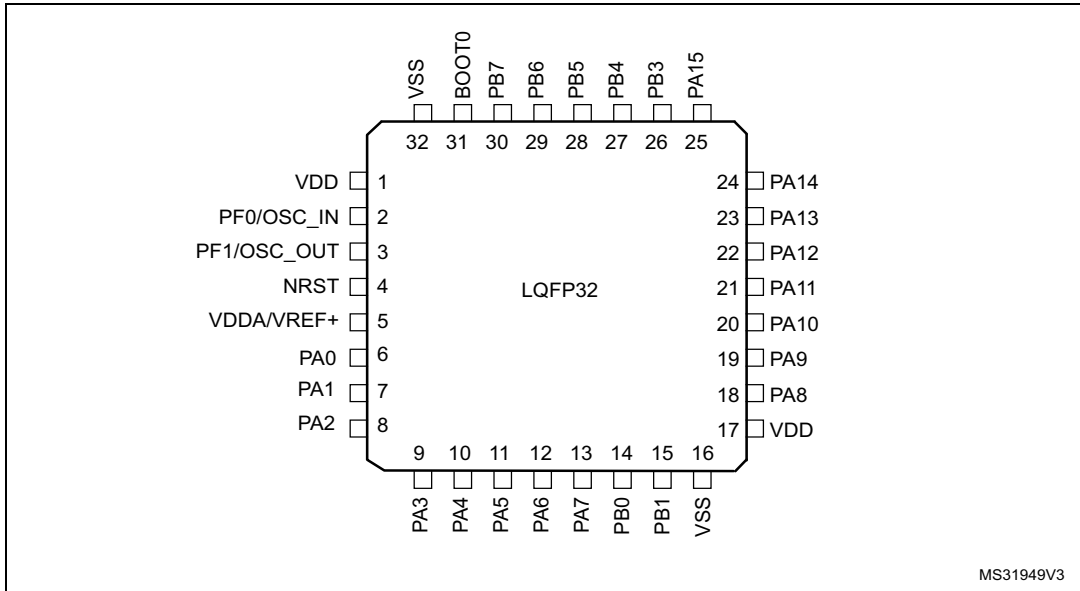 VSS
BOOT0
PB7
PB6
PB5
PB4
PB3
PA15
32 31 30 29 28 27 26 25
VDD 1
PF0/OSC_IN 2
PF1/OSC_OUT 3
NRST 4
VDDA/VREF+ 5
PA0 6
PA1 7
PA2 8
LQFP32
24 PA14
23 PA13
22 PA12
21 PA11
20 PA10
19 PA9
18 PA8
17 VDD
9 10 11 12 13 14 15 16
PA3
PA4
PA5
PA6
PA7
PB0
PB1
VSS
MS31949V3